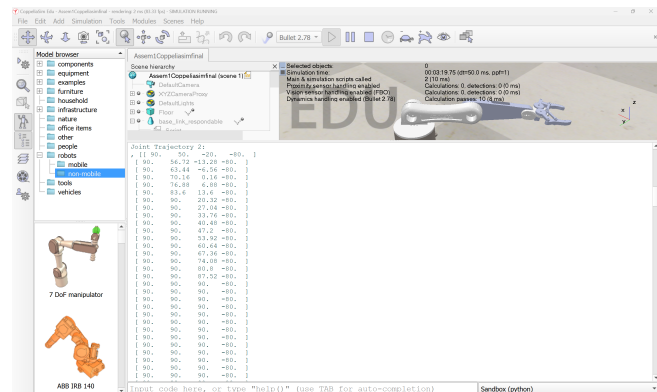 CoppeliaSim Edu - Assem1Coppeliasimfinal - rendering: 2 ms (81.3 fps) - SIMULATION RUNNING
File Edit Add Simulation Tools Modules Scenes Help
Bullet 2.78
Model browser
components
equipment
examples
furniture
household
infrastructure
nature
office items
other
people
robots
mobile
non-mobile
tools
vehicles
7 DoF manipulator
ABB IRB 140
Assem1Coppeliasimfinal
Scene hierarchy
Assem1Coppeliasimfinal (scene 1)
DefaultCamera
XYZCameraProxy
DefaultLights
Floor
base_link_respondable
Script
EDU
Selected objects: 0
Simulation time: 00:03:19.75 (dt=50.0 ms, ppf=1)
Main & simulation scripts called 2 (10 ms)
Proximity sensor handling enabled Calculations: 0, detections: 0 (0 ms)
Vision sensor handling enabled (FBO) Calculations: 0, detections: 0 (0 ms)
Dynamics handling enabled (Bullet 2.78) Calculation passes: 10 (8 ms)
z
x
y
Joint Trajectory 2:
, [[ 90. 50. -20. -80. ]
[ 90. 56.72 -13.28 -80. ]
[ 90. 63.44 -6.56 -80. ]
[ 90. 70.16 0.16 -80. ]
[ 90. 76.88 6.88 -80. ]
[ 90. 83.6 13.6 -80. ]
[ 90. 90. 20.32 -80. ]
[ 90. 90. 27.04 -80. ]
[ 90. 90. 33.76 -80. ]
[ 90. 90. 40.48 -80. ]
[ 90. 90. 47.2 -80. ]
[ 90. 90. 53.92 -80. ]
[ 90. 90. 60.64 -80. ]
[ 90. 90. 67.36 -80. ]
[ 90. 90. 74.08 -80. ]
[ 90. 90. 80.8 -80. ]
[ 90. 90. 87.52 -80. ]
[ 90. 90. 90. -80. ]
[ 90. 90. 90. -80. ]
[ 90. 90. 90. -80. ]
[ 90. 90. 90. -80. ]
[ 90. 90. 90. -80. ]
[ 90. 90. 90. -80. ]
[ 90. 90. 90. -80. ]
[ 90. 90. 90. -80. ]
[ 90. 90. 90. -80. ]
[ 90. 90. 90. -80. ]
[ 90. 90. 90. -80. ]
Input code here, or type "help()" (use TAB for auto-completion)
Sandbox (python)